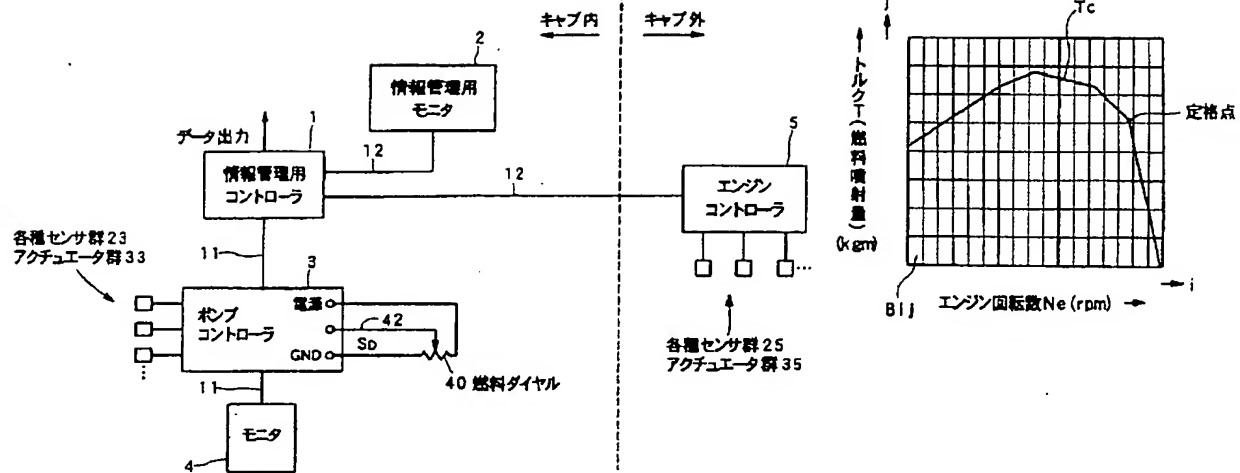 キャブ内
キャブ外
2
情報管理用
モニタ
データ出力
1
12
情報管理用
コントローラ
12
5
エンジン
コントローラ
各種センサ群23
アクチュエータ群33
11
3
電源
ポンプ
コントローラ
42
GND
SD
40 燃料ダイヤル
11
モニタ
4
各種センサ群25
アクチュエータ群35
Tc
定格点
トルクT(燃料噴射量)
(kgm)
BIj
エンジン回転数Ne(rpm)
i